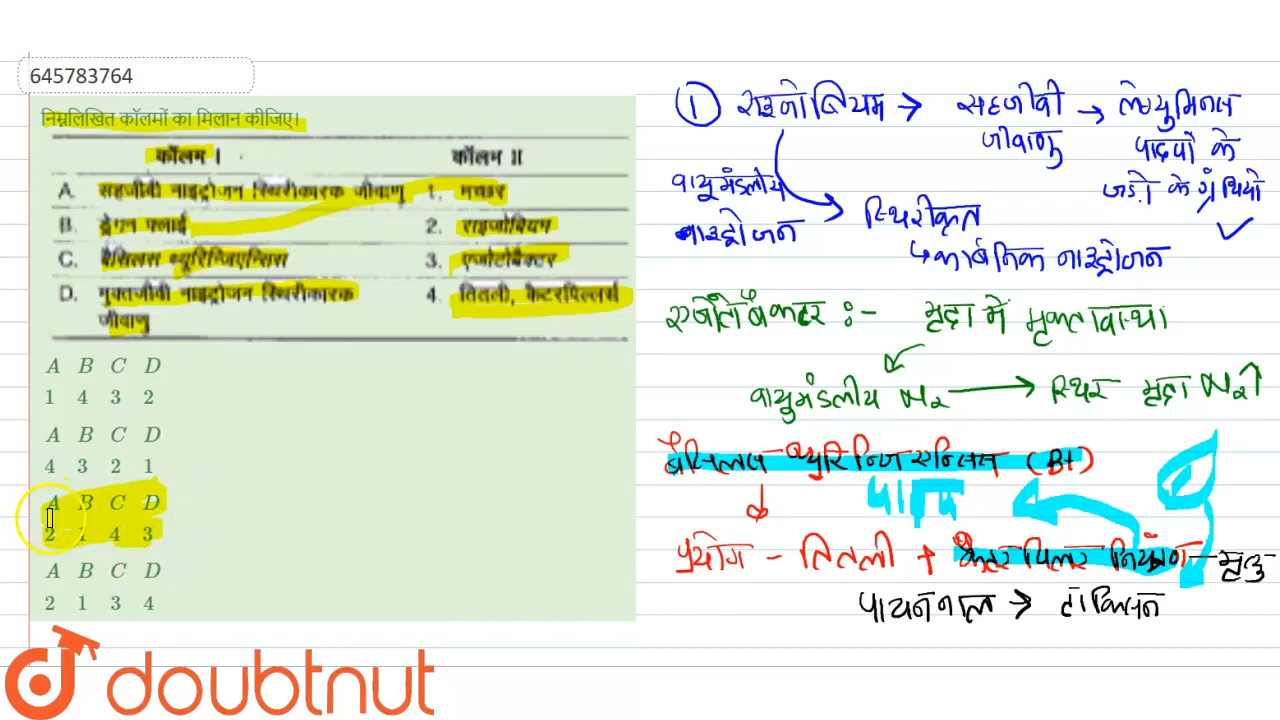 645783764
निम्नलिखित कॉलमों का मिलान कीजिए।
कॉलम I कॉलम II
A. सहजीवी नाइट्रोजन स्थिरीकारक जीवाणु 1. मच्छर
B. ड्रैगन फ्लाई 2. राइजोबियम
C. बैसिलस थ्यूरिन्जिएन्सिस 3. एजोटोबैक्टर
D. मुक्तजीवी नाइट्रोजन स्थिरीकारक जीवाणु 4. तितली, कैटरपिल्लर्स
A B C D
1 4 3 2
A B C D
4 3 2 1
A B C D
2 1 4 3
A B C D
2 1 3 4
doubtnut
① राइजोबियम → सहजीवी जीवाणु → लेग्युमिनस पादपों के जड़ो के ग्रंथियो
वायुमंडलीय नाइट्रोजन → स्थिरीकृत
कार्बनिक नाइट्रोजन
एजोटोबैक्टर :- मृदा में मुक्तावस्था
वायुमंडलीय N₂ → स्थिर मृदा N₂↑
बैसिलस थ्युरिन्जिएन्सिस (Bt)
प्रयोग - तितली + कैटरपिलर नियंत्रण - मृत्यु
पाचननाल → टॉक्सिन